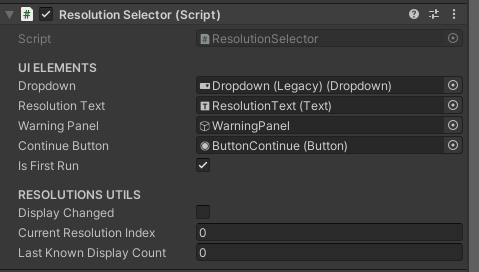 Resolution Selector (Script)
Script ResolutionSelector
UI ELEMENTS
Dropdown Dropdown (Legacy) (Dropdown)
Resolution Text ResolutionText (Text)
Warning Panel WarningPanel
Continue Button ButtonContinue (Button)
Is First Run
RESOLUTIONS UTILS
Display Changed
Current Resolution Index 0
Last Known Display Count 0